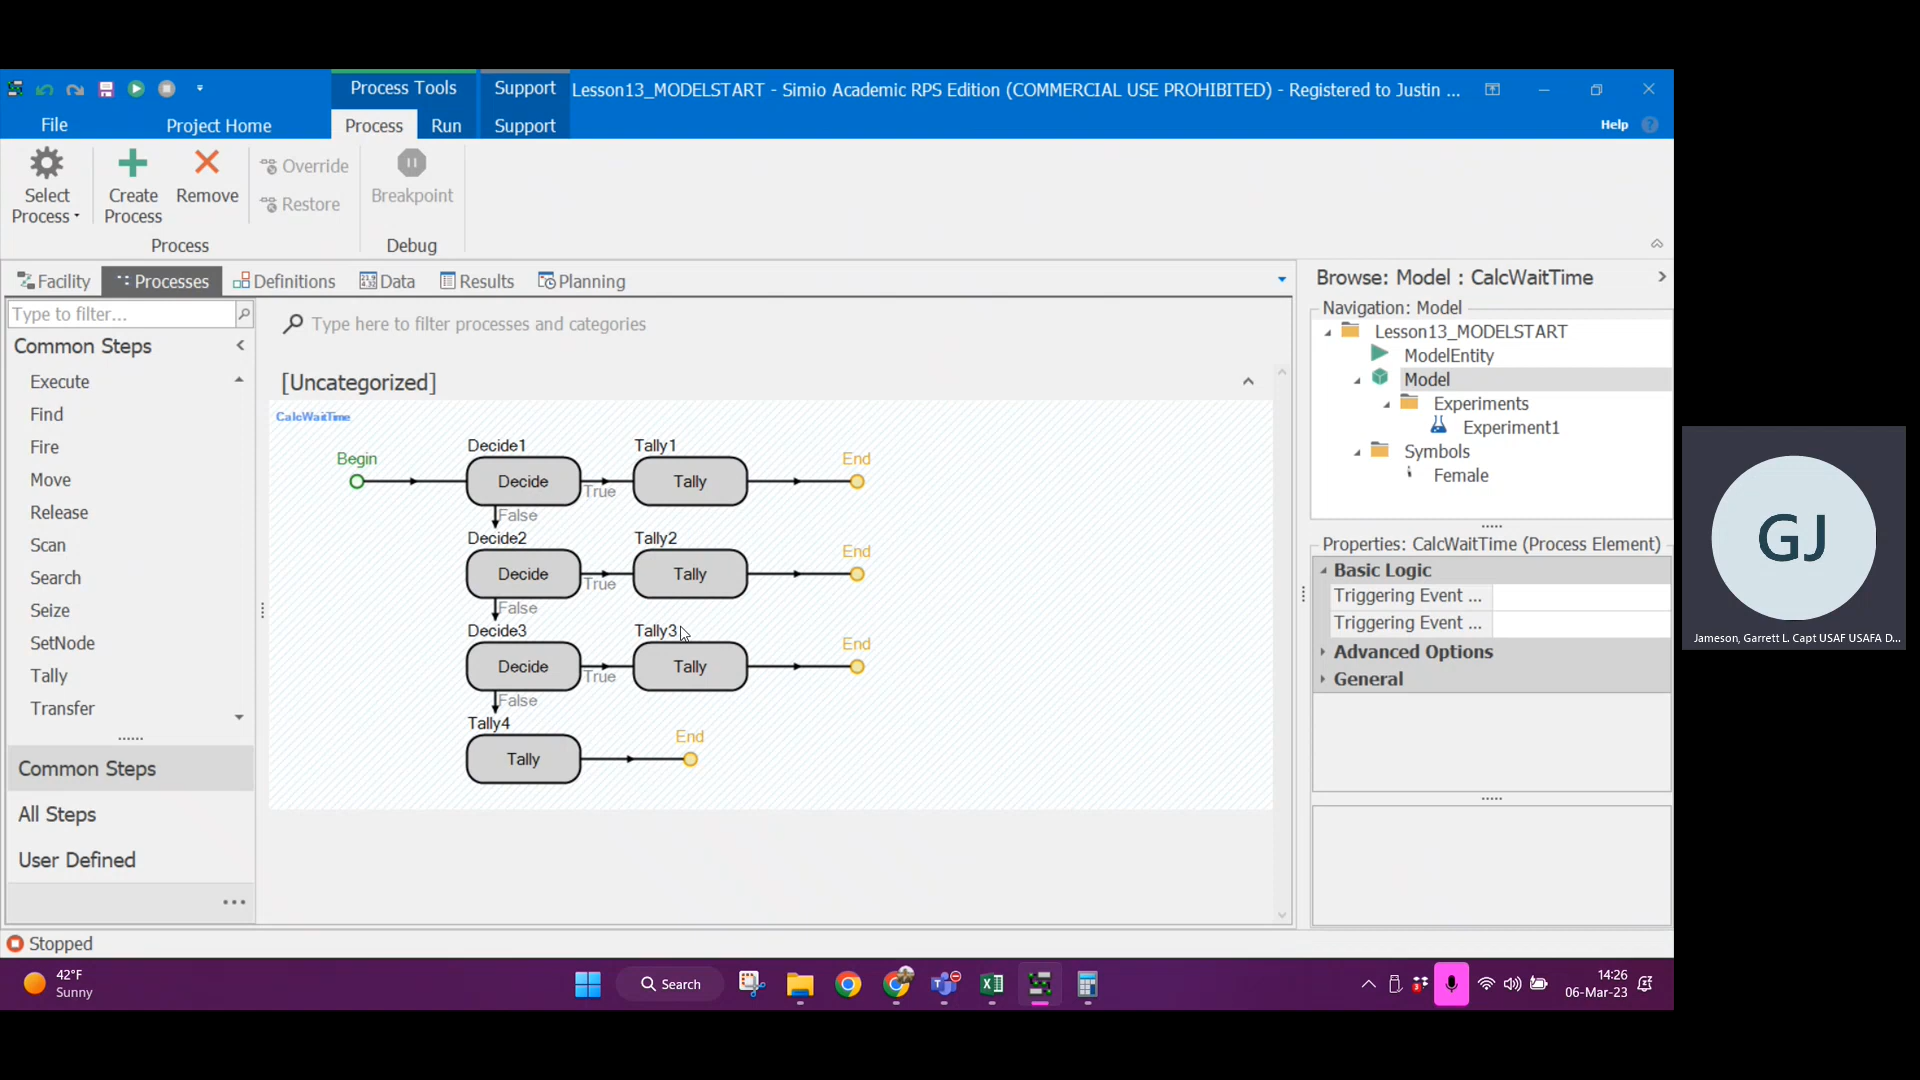 Process Tools
Support
Lesson13_MODELSTART - Simio Academic RPS Edition (COMMERCIAL USE PROHIBITED) - Registered to Justin ...
File
Project Home
Process
Run
Support
Help
Select Process
Create Process
Remove
Override
Restore
Breakpoint
Process
Debug
Facility
Processes
Definitions
Data
Results
Planning
Type to filter...
Common Steps
Execute
Find
Fire
Move
Release
Scan
Search
Seize
SetNode
Tally
Transfer
Common Steps
All Steps
User Defined
Type here to filter processes and categories
[Uncategorized]
CalcWaitTime
Begin
Decide1
Decide
True
Tally1
Tally
End
False
Decide2
Decide
True
Tally2
Tally
End
False
Decide3
Decide
True
Tally3
Tally
End
False
Tally4
Tally
End
Browse: Model : CalcWaitTime
Navigation: Model
Lesson13_MODELSTART
ModelEntity
Model
Experiments
Experiment1
Symbols
Female
Properties: CalcWaitTime (Process Element)
Basic Logic
Triggering Event ...
Triggering Event ...
Advanced Options
General
GJ
Jameson, Garrett L Capt USAF USAFA D...
Stopped
42°F
Sunny
Search
14:26
06-Mar-23